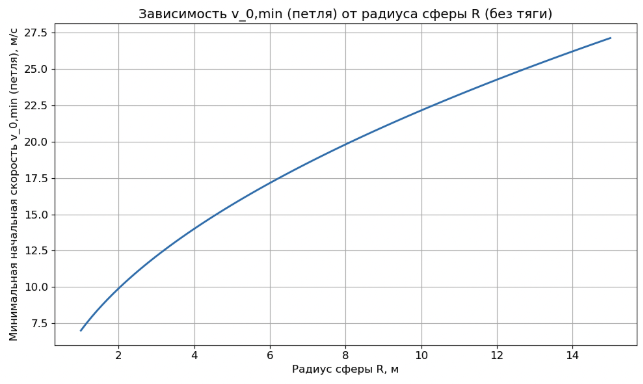 Зависимость v_0,min (петля) от радиуса сферы R (без тяги)
Минимальная начальная скорость v_0,min (петля), м/с
27.5
25.0
22.5
20.0
17.5
15.0
12.5
10.0
7.5
2 4 6 8 10 12 14
Радиус сферы R, м